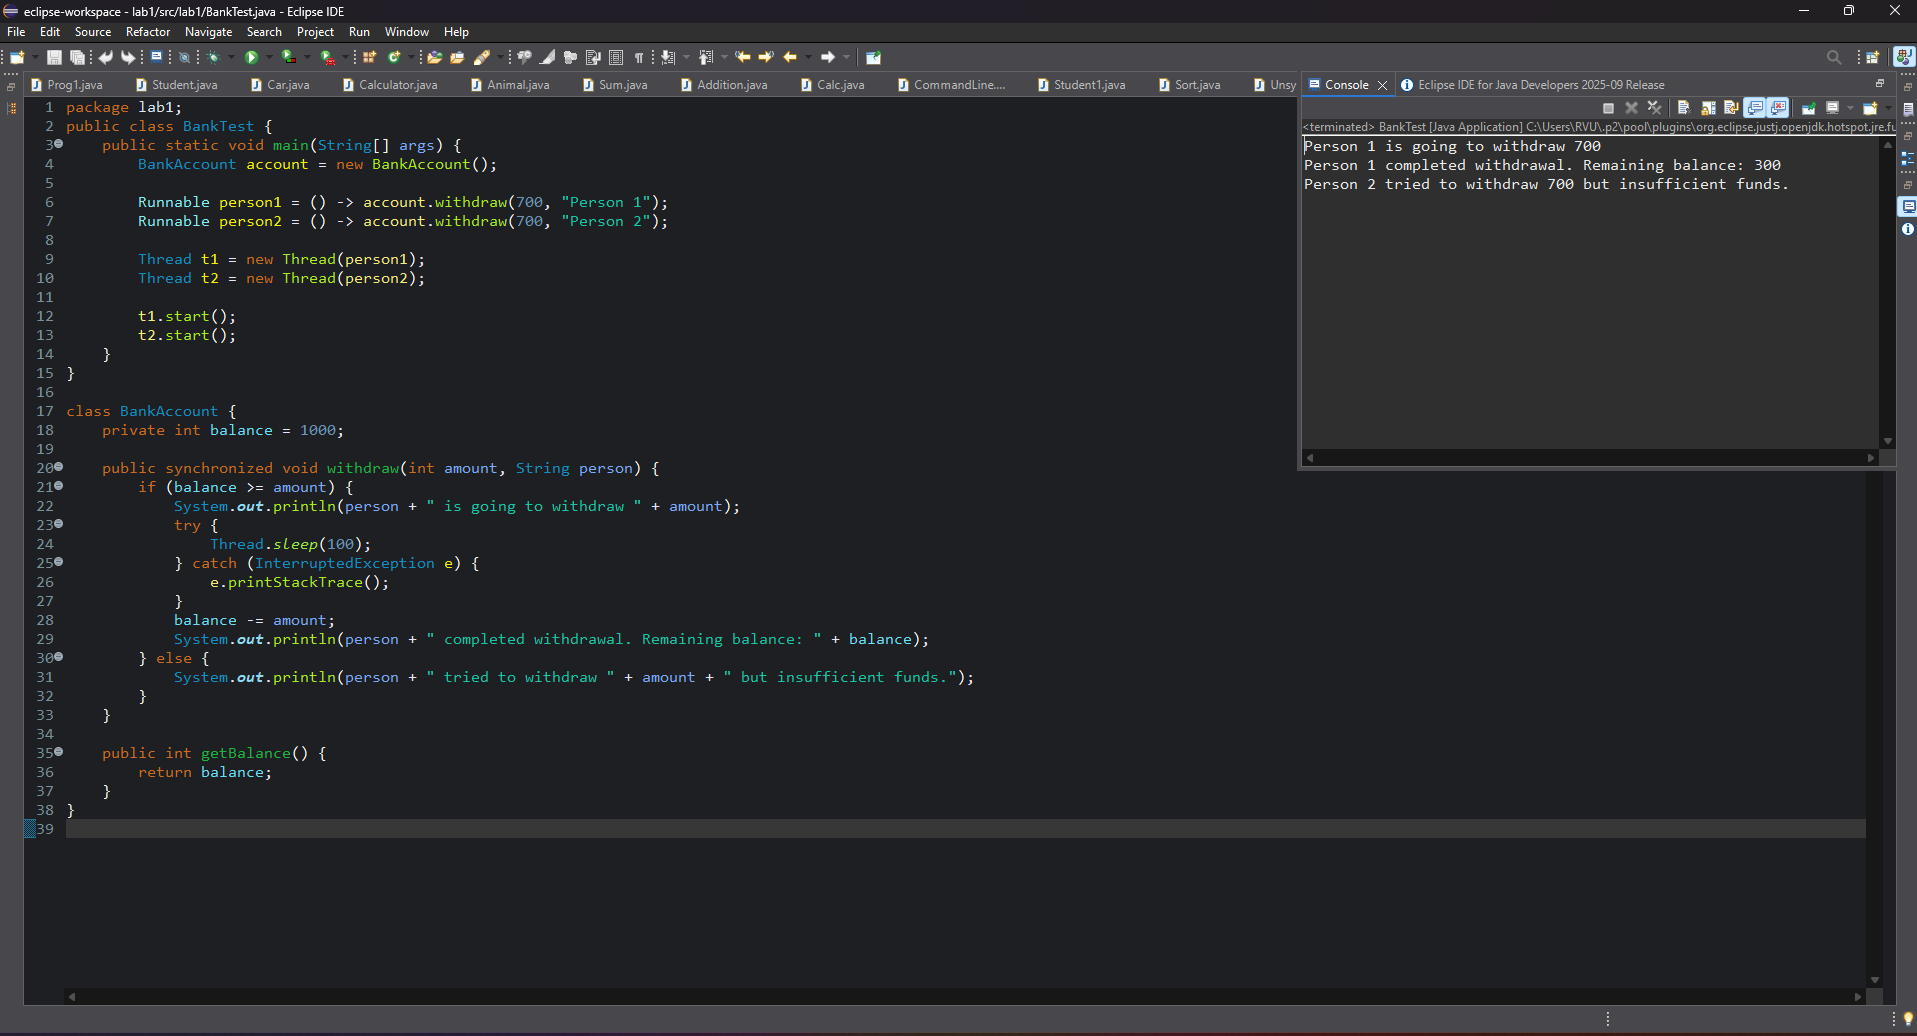 eclipse-workspace - lab1/src/lab1/BankTest.java - Eclipse IDE
File Edit Source Refactor Navigate Search Project Run Window Help
Prog1.java Student.java Car.java Calculator.java Animal.java Sum.java Addition.java Calc.java CommandLine.... Student1.java Sort.java Unsy
1 package lab1;
2 public class BankTest {
3     public static void main(String[] args) {
4         BankAccount account = new BankAccount();
5
6         Runnable person1 = () -> account.withdraw(700, "Person 1");
7         Runnable person2 = () -> account.withdraw(700, "Person 2");
8
9         Thread t1 = new Thread(person1);
10         Thread t2 = new Thread(person2);
11
12         t1.start();
13         t2.start();
14     }
15 }
16
17 class BankAccount {
18     private int balance = 1000;
19
20     public synchronized void withdraw(int amount, String person) {
21         if (balance >= amount) {
22             System.out.println(person + " is going to withdraw " + amount);
23             try {
24                 Thread.sleep(100);
25             } catch (InterruptedException e) {
26                 e.printStackTrace();
27             }
28             balance -= amount;
29             System.out.println(person + " completed withdrawal. Remaining balance: " + balance);
30         } else {
31             System.out.println(person + " tried to withdraw " + amount + " but insufficient funds.");
32         }
33     }
34
35     public int getBalance() {
36         return balance;
37     }
38 }
39
Console Eclipse IDE for Java Developers 2025-09 Release
<terminated> BankTest [Java Application] C:\Users\RVU\.p2\pool\plugins\org.eclipse.justj.openjdk.hotspot.jre.fu
Person 1 is going to withdraw 700
Person 1 completed withdrawal. Remaining balance: 300
Person 2 tried to withdraw 700 but insufficient funds.